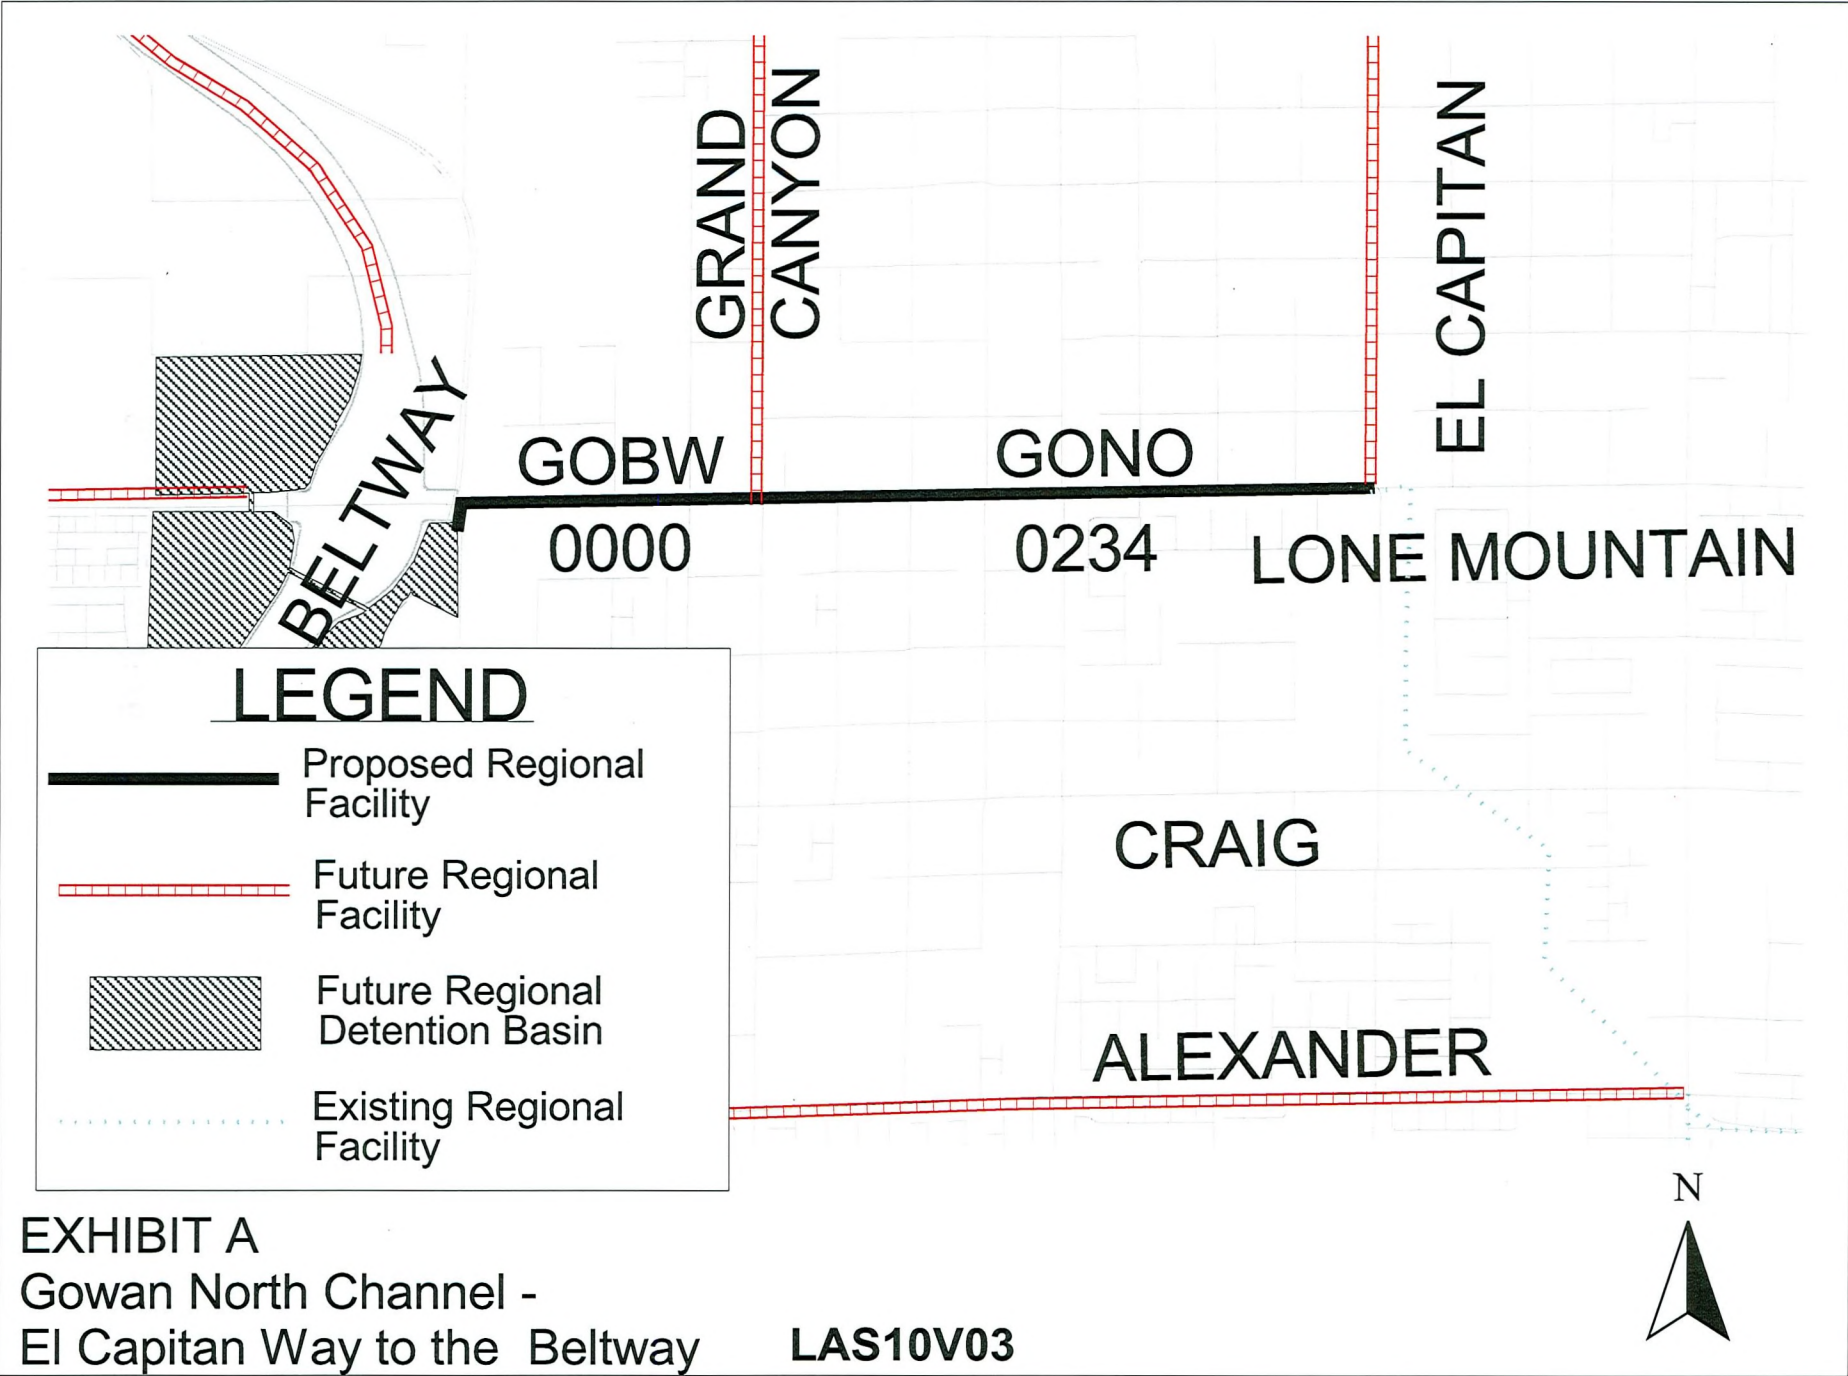 GRAND
CANYON
EL CAPITAN
BELTWAY
GOBW
GONO
0000
0234
LONE MOUNTAIN
LEGEND
Proposed Regional
Facility
Future Regional
Facility
Future Regional
Detention Basin
Existing Regional
Facility
CRAIG
ALEXANDER
N
EXHIBIT A
Gowan North Channel -
El Capitan Way to the Beltway
LAS10V03